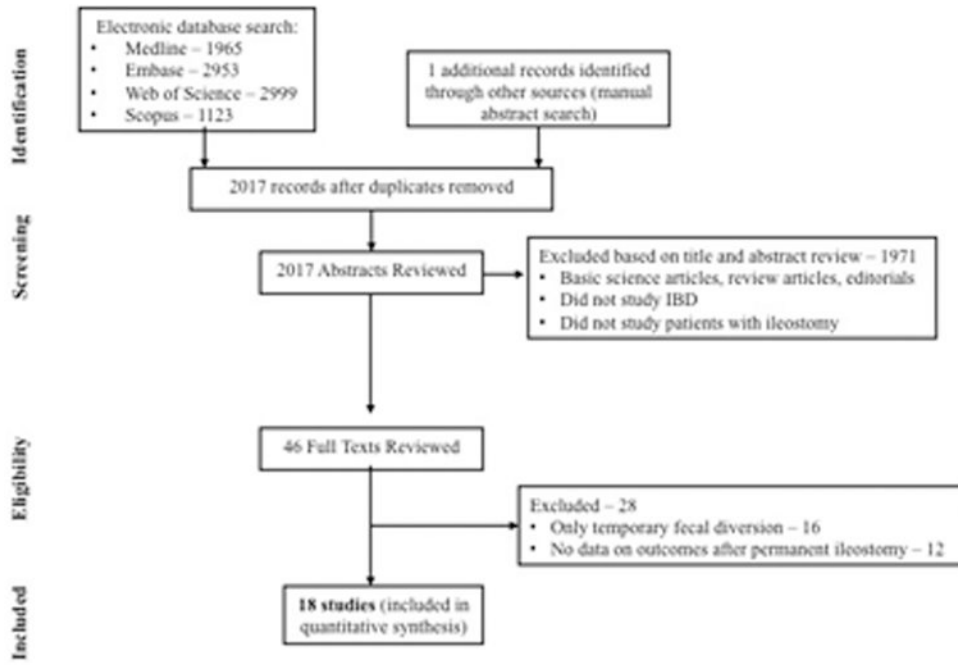 Identification
Electronic database search:
• Medline – 1965
• Embase – 2953
• Web of Science – 2999
• Scopus – 1123
1 additional records identified
through other sources (manual
abstract search)
2017 records after duplicates removed
Screening
2017 Abstracts Reviewed
Excluded based on title and abstract review – 1971
• Basic science articles, review articles, editorials
• Did not study IBD
• Did not study patients with ileostomy
Eligibility
46 Full Texts Reviewed
Excluded – 28
• Only temporary fecal diversion – 16
• No data on outcomes after permanent ileostomy – 12
Included
18 studies (included in
quantitative synthesis)